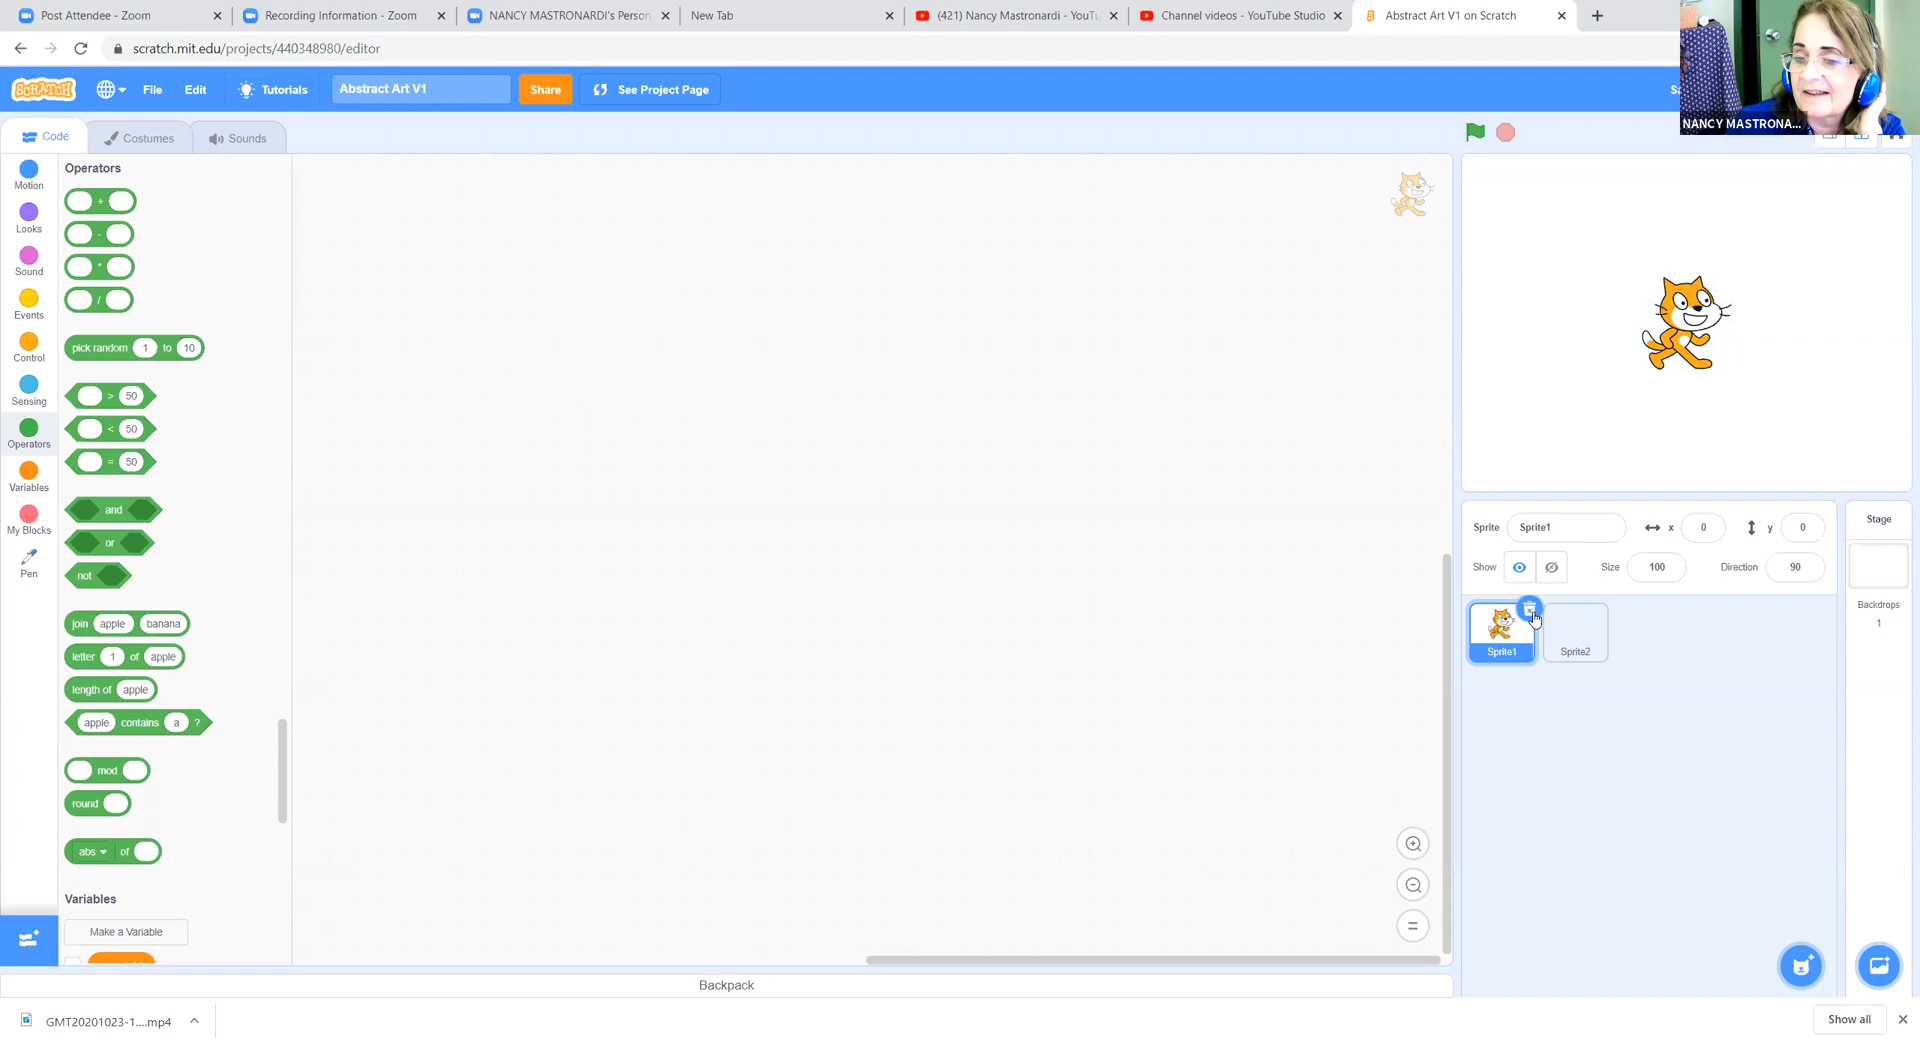 Post Attendee - Zoom
Recording Information - Zoom
NANCY MASTRONARDI's Person
New Tab
(421) Nancy Mastronardi - YouTu
Channel videos - YouTube Studio
Abstract Art V1 on Scratch
scratch.mit.edu/projects/440348980/editor
SCRATCH
File
Edit
Tutorials
Abstract Art V1
Share
See Project Page
NANCY MASTRONA...
Code
Costumes
Sounds
Motion
Looks
Sound
Events
Control
Sensing
Operators
Variables
My Blocks
Pen
Operators
+
-
*
/
pick random 1 to 10
> 50
< 50
= 50
and
or
not
join apple banana
letter 1 of apple
length of apple
apple contains a ?
mod
round
abs of
Variables
Make a Variable
Backpack
Sprite Sprite1 x 0 y 0
Show Size 100 Direction 90
Sprite1
Sprite2
Stage
Backdrops
1
GMT20201023-1....mp4
Show all